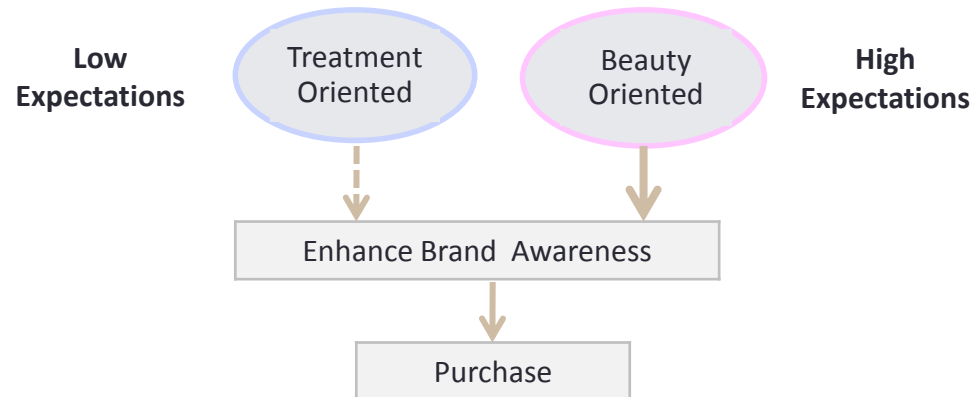 Low
Expectations
Treatment
Oriented
Beauty
Oriented
High
Expectations
Enhance Brand  Awareness
Purchase